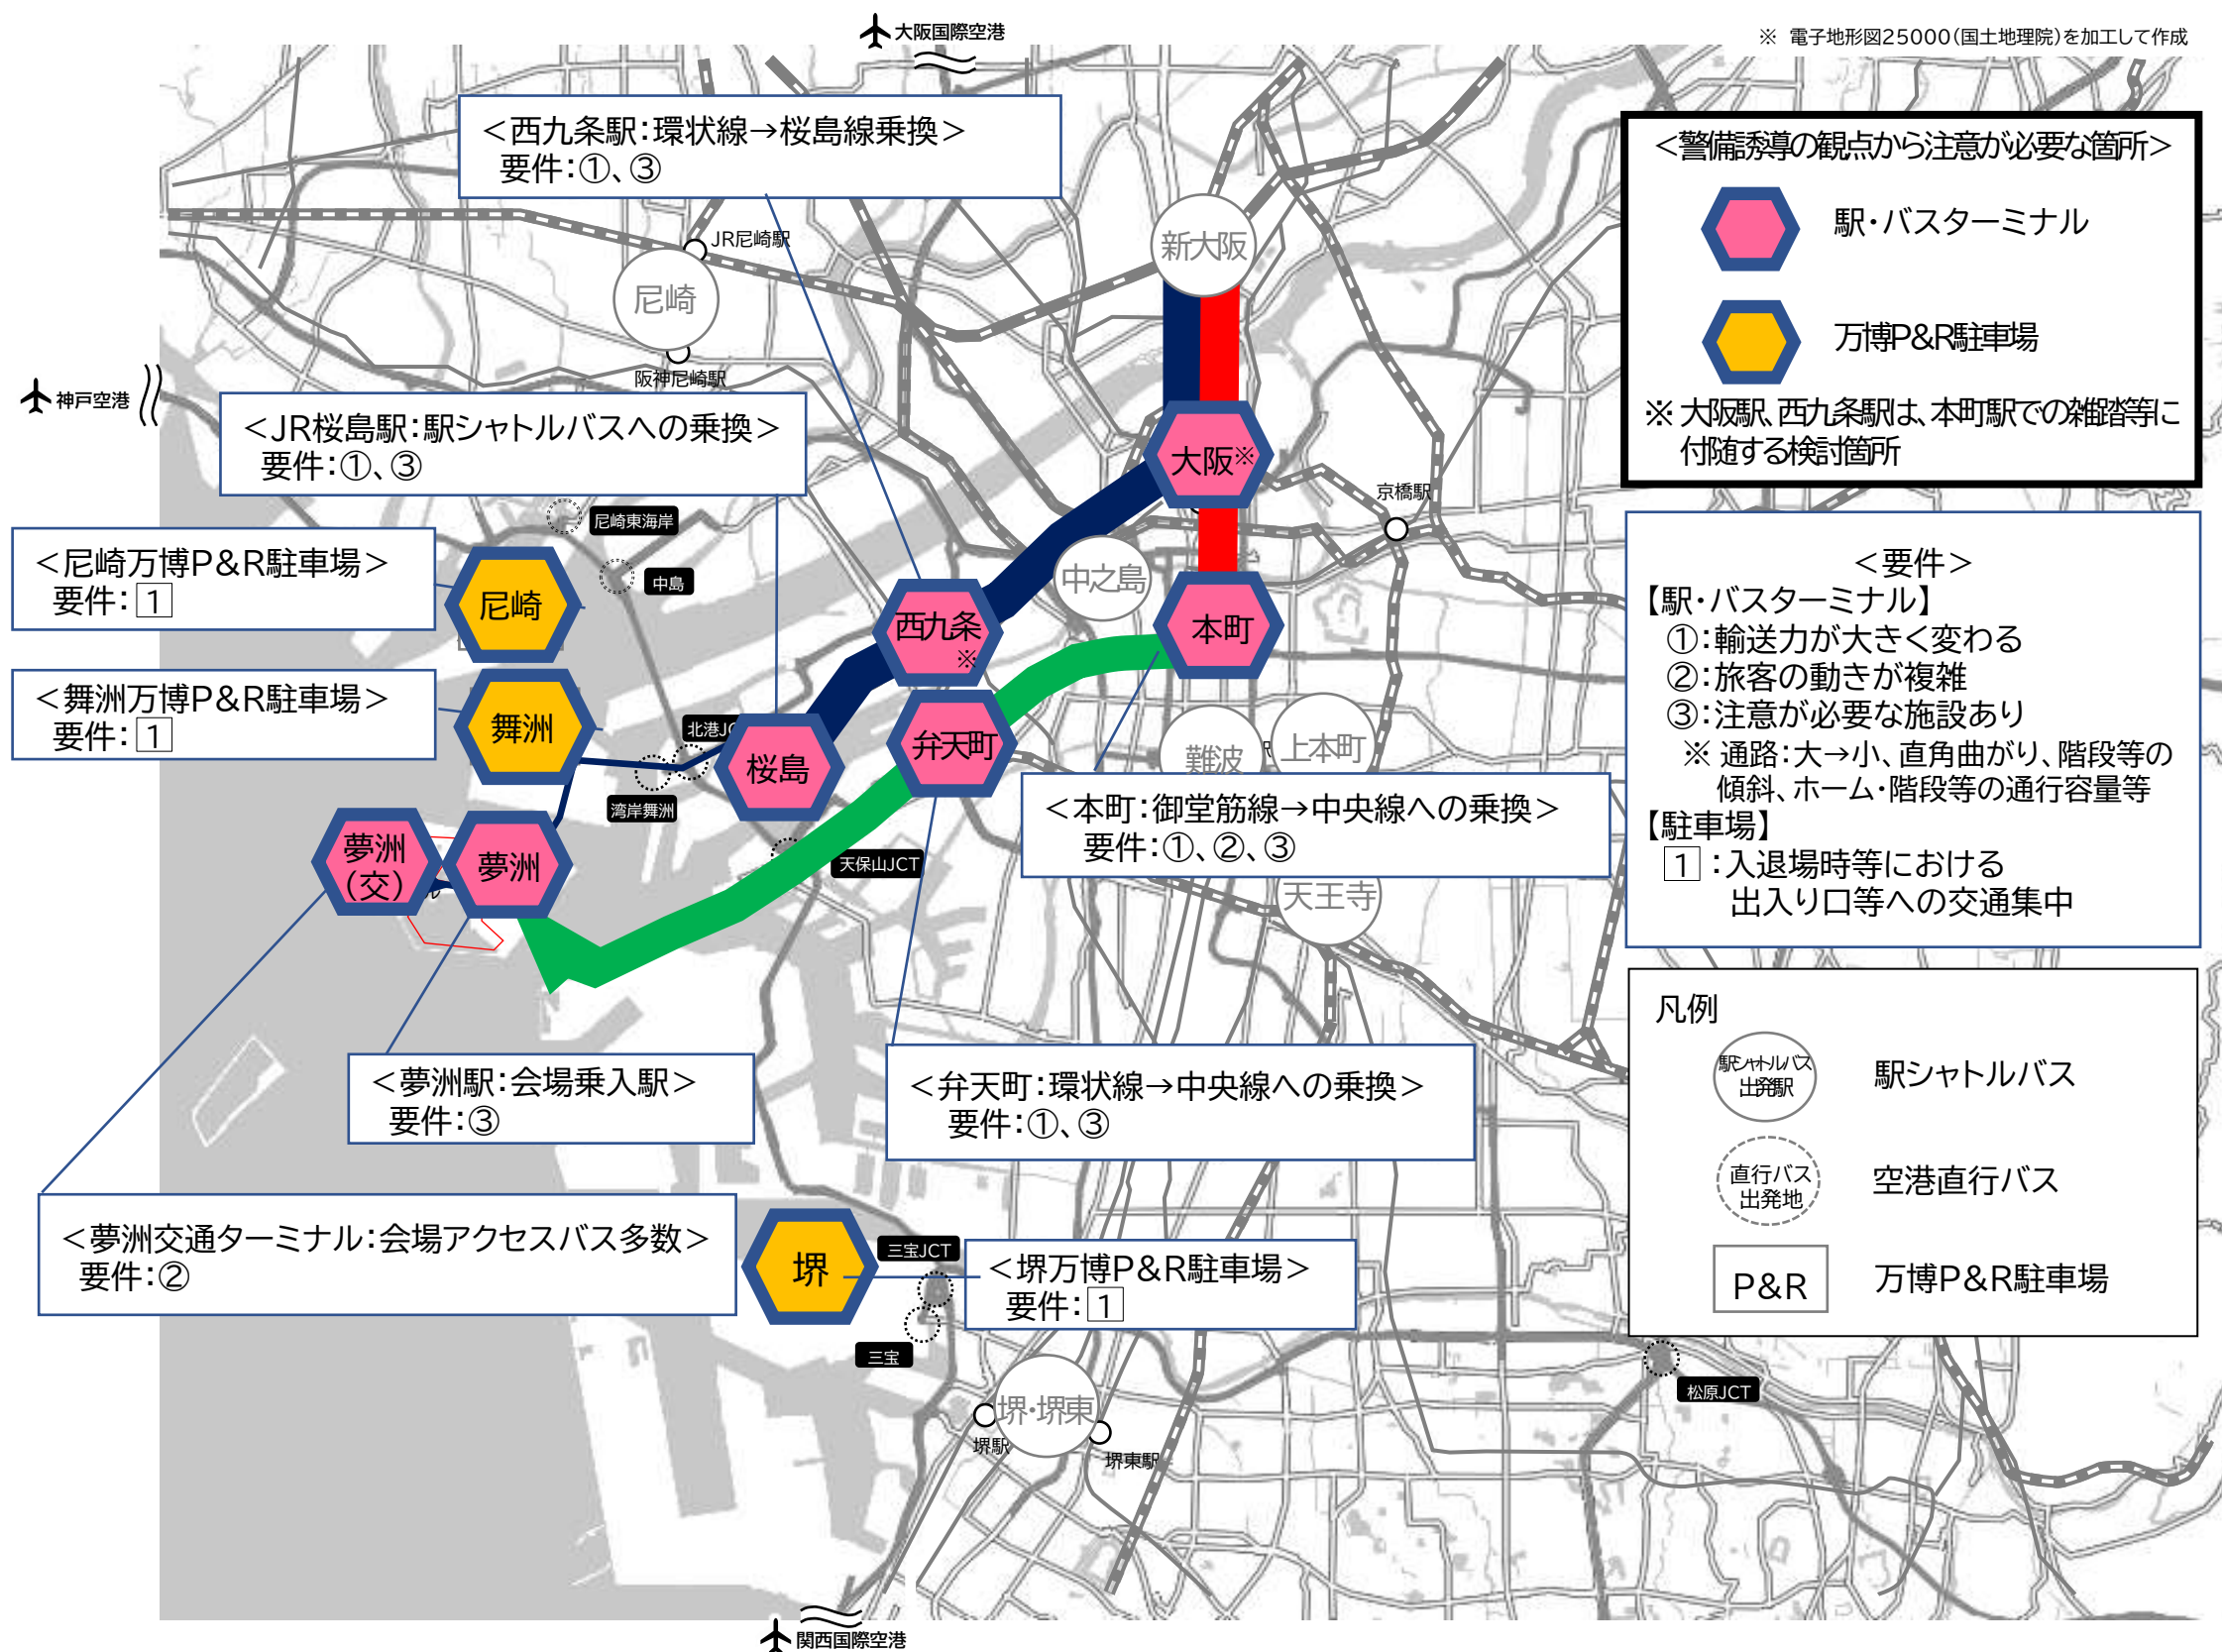 大阪国際空港
※ 電子地形図25000(国土地理院)を加工して作成
＜西九条駅：環状線→桜島線乗換＞
要件：①、③
＜警備誘導の観点から注意が必要な箇所＞
駅・バスターミナル
万博P&R駐車場
※ 大阪駅、西九条駅は、本町駅での雑踏等に
付随する検討箇所
新大阪
JR尼崎駅
尼崎
阪神尼崎駅
神戸空港
＜JR桜島駅：駅シャトルバスへの乗換＞
要件：①、③
大阪※
京橋駅
尼崎東海岸
中島
＜尼崎万博P&R駐車場＞
要件：1
尼崎
中之島
西九条
※
本町
＜要件＞
【駅・バスターミナル】
①：輸送力が大きく変わる
②：旅客の動きが複雑
③：注意が必要な施設あり
※ 通路：大→小、直角曲がり、階段等の
傾斜、ホーム・階段等の通行容量等
【駐車場】
1：入退場時等における
出入り口等への交通集中
＜舞洲万博P&R駐車場＞
要件：1
舞洲
北港JC
桜島
弁天町
難波
上本町
湾岸舞洲
＜本町：御堂筋線→中央線への乗換＞
要件：①、②、③
夢洲
（交）
夢洲
天保山JCT
天王寺
＜夢洲駅：会場乗入駅＞
要件：③
＜弁天町：環状線→中央線への乗換＞
要件：①、③
凡例
駅シャトルバス
出発駅
駅シャトルバス
直行バス
出発地
空港直行バス
P&R
万博P&R駐車場
＜夢洲交通ターミナル：会場アクセスバス多数＞
要件：②
堺
三宝JCT
＜堺万博P&R駐車場＞
要件：1
三宝
松原JCT
堺・堺東
堺駅
堺東駅
関西国際空港